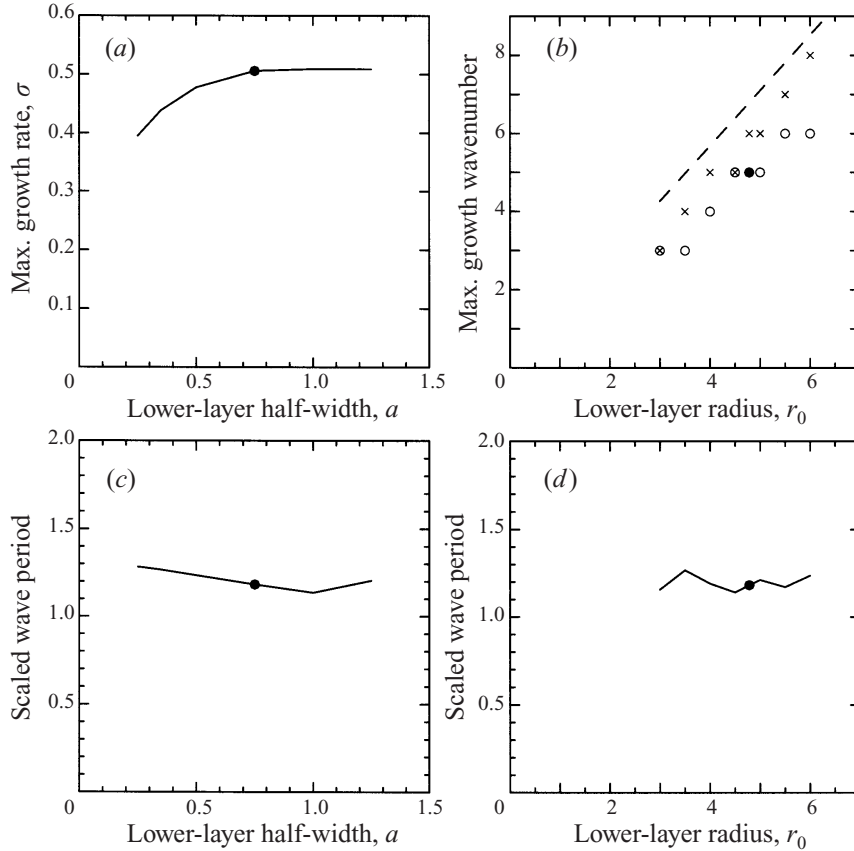 0.6
0.5
0.4
0.3
0.2
0.1
0
0.5
1.0
1.5
(a)
Max. growth rate, σ
Lower-layer half-width, a
8
6
4
2
0
2
4
6
(b)
Max. growth wavenumber
Lower-layer radius, r0
2.0
1.5
1.0
0.5
0
0.5
1.0
1.5
(c)
Scaled wave period
Lower-layer half-width, a
2.0
1.5
1.0
0.5
0
2
4
6
(d)
Scaled wave period
Lower-layer radius, r0